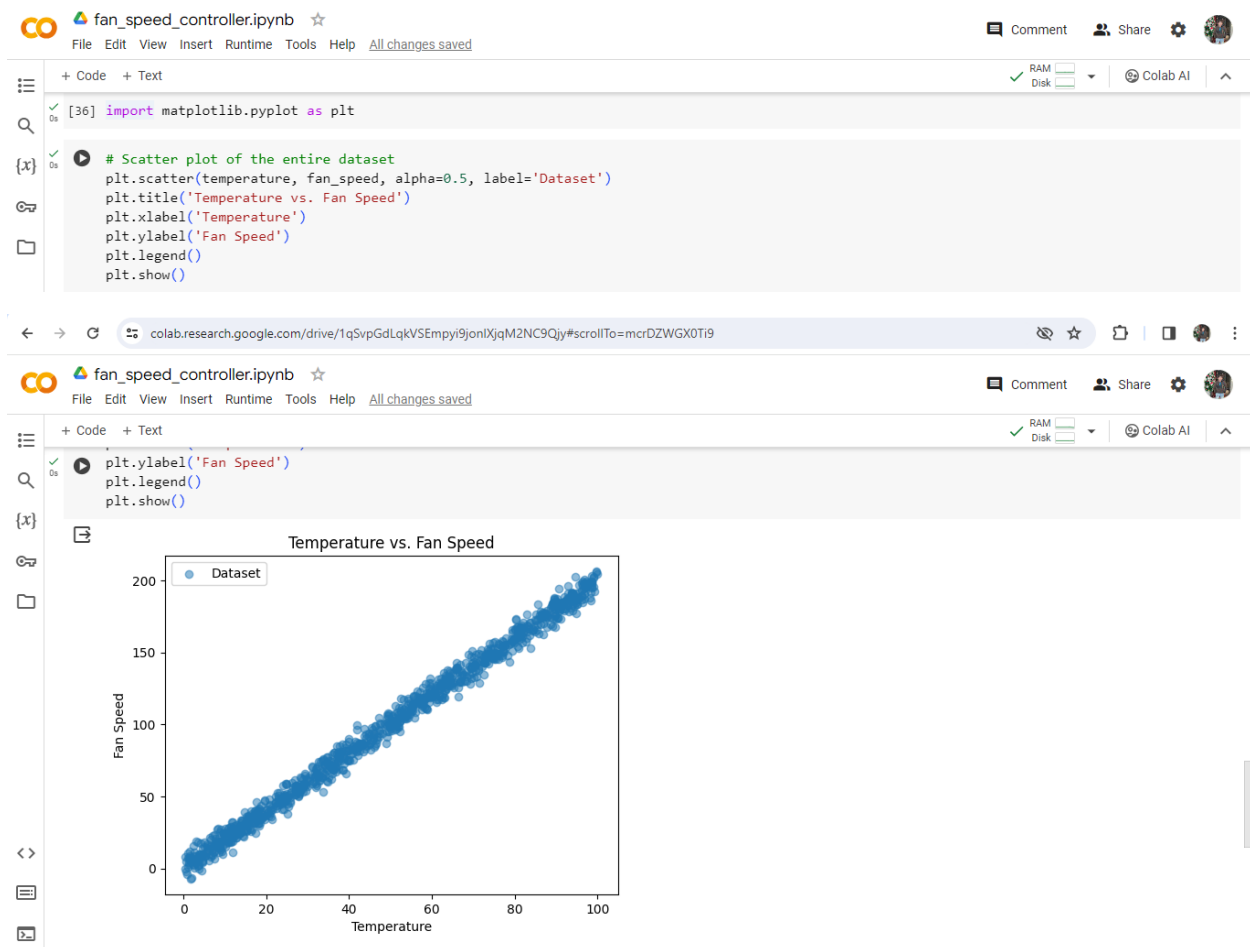 fan_speed_controller.ipynb
Comment Share
File Edit View Insert Runtime Tools Help All changes saved
+ Code + Text
RAM
Disk
Colab AI
0s
[36] import matplotlib.pyplot as plt
0s
# Scatter plot of the entire dataset
plt.scatter(temperature, fan_speed, alpha=0.5, label='Dataset')
plt.title('Temperature vs. Fan Speed')
plt.xlabel('Temperature')
plt.ylabel('Fan Speed')
plt.legend()
plt.show()
{x}
colab.research.google.com/drive/1qSvpGdLqkVSEmpyi9jonIXjqM2NC9Qjy#scrollTo=mcrDZWGX0Ti9
fan_speed_controller.ipynb
Comment Share
File Edit View Insert Runtime Tools Help All changes saved
+ Code + Text
RAM
Disk
Colab AI
0s
plt.ylabel('Fan Speed')
plt.legend()
plt.show()
{x}
Temperature vs. Fan Speed
Dataset
200
150
100
50
0
Fan Speed
0 20 40 60 80 100
Temperature